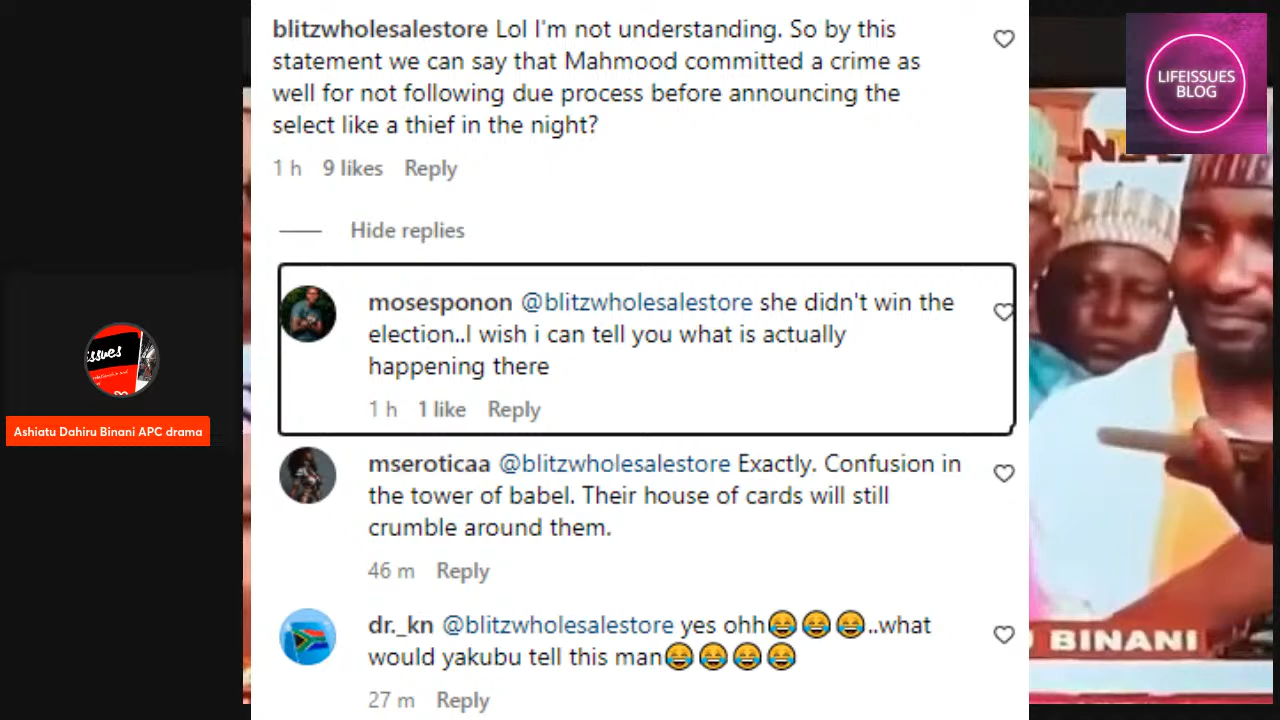 blitzwholesalestore Lol I'm not understanding. So by this
statement we can say that Mahmood committed a crime as
well for not following due process before announcing the
select like a thief in the night?
1 h 9 likes Reply
Hide replies
mosesponon @blitzwholesalestore she didn't win the
election..I wish i can tell you what is actually
happening there
1 h 1 like Reply
mseroticaa @blitzwholesalestore Exactly. Confusion in
the tower of babel. Their house of cards will still
crumble around them.
46 m Reply
dr._kn @blitzwholesalestore yes ohh😂😂😂..what
would yakubu tell this man😂😂😂😂
27 m Reply
LIFEISSUES
BLOG
ssues
Ashiatu Dahiru Binani APC drama
BINANI